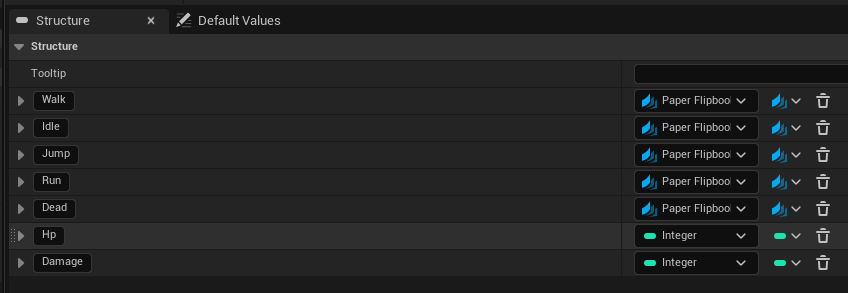 Structure Default Values
Structure
Tooltip
Walk Paper Flipboo
Idle Paper Flipboo
Jump Paper Flipboo
Run Paper Flipboo
Dead Paper Flipboo
Hp Integer
Damage Integer